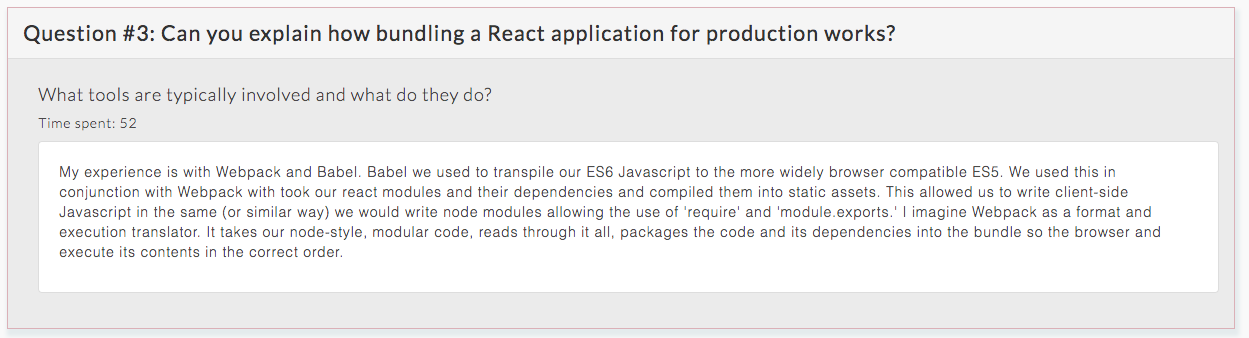 Question #3: Can you explain how bundling a React application for production works?
What tools are typically involved and what do they do?
Time spent: 52
My experience is with Webpack and Babel. Babel we used to transpile our ES6 Javascript to the more widely browser compatible ES5. We used this in
conjunction with Webpack with took our react modules and their dependencies and compiled them into static assets. This allowed us to write client-side
Javascript in the same (or similar way) we would write node modules allowing the use of 'require' and 'module.exports.' I imagine Webpack as a format and
execution translator. It takes our node-style, modular code, reads through it all, packages the code and its dependencies into the bundle so the browser and
execute its contents in the correct order.